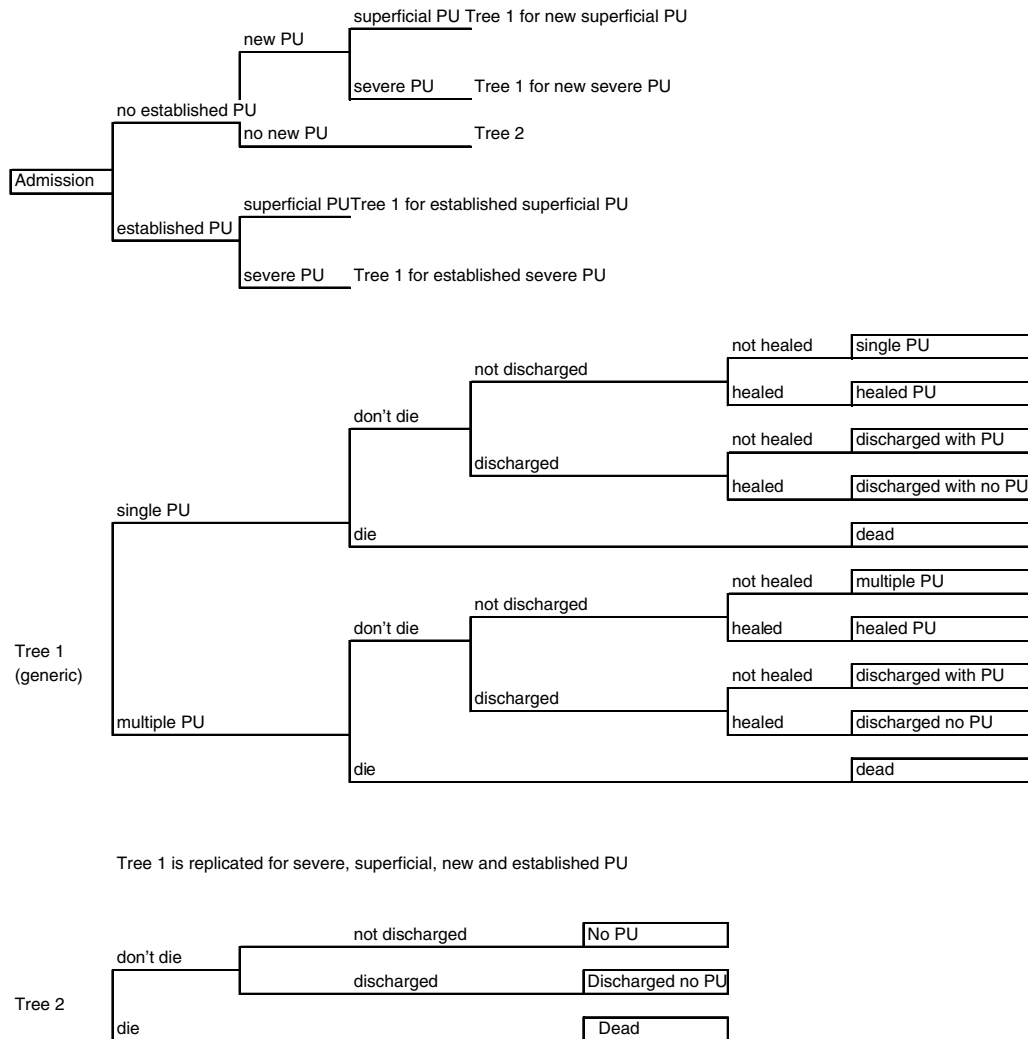 superficial PU Tree 1 for new superficial PU
new PU
severe PU Tree 1 for new severe PU
no established PU
no new PU Tree 2
Admission
superficial PU Tree 1 for established superficial PU
established PU
severe PU Tree 1 for established severe PU
not healed single PU
not discharged
healed healed PU
don't die
not healed discharged with PU
discharged
healed discharged with no PU
single PU
die dead
not healed multiple PU
not discharged
don't die
healed healed PU
Tree 1
(generic)
not healed discharged with PU
discharged
multiple PU
healed discharged no PU
die dead
Tree 1 is replicated for severe, superficial, new and established PU
not discharged No PU
don't die
discharged Discharged no PU
Tree 2
die Dead